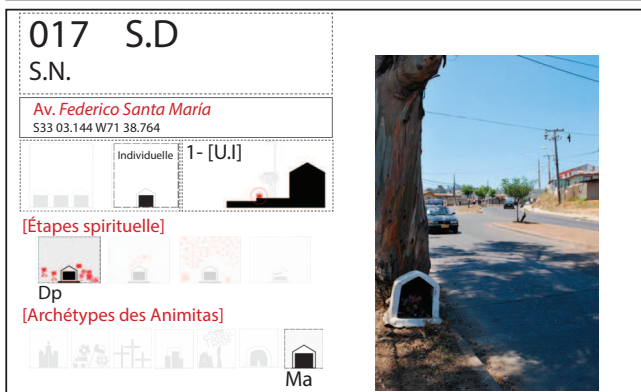 017 S.D
S.N.
Av. Federico Santa María
S33 03.144 W71 38.764
Individuelle
1- [U.I]
[Étapes spirituelle]
Dp
[Archétypes des Animitas]
Ma